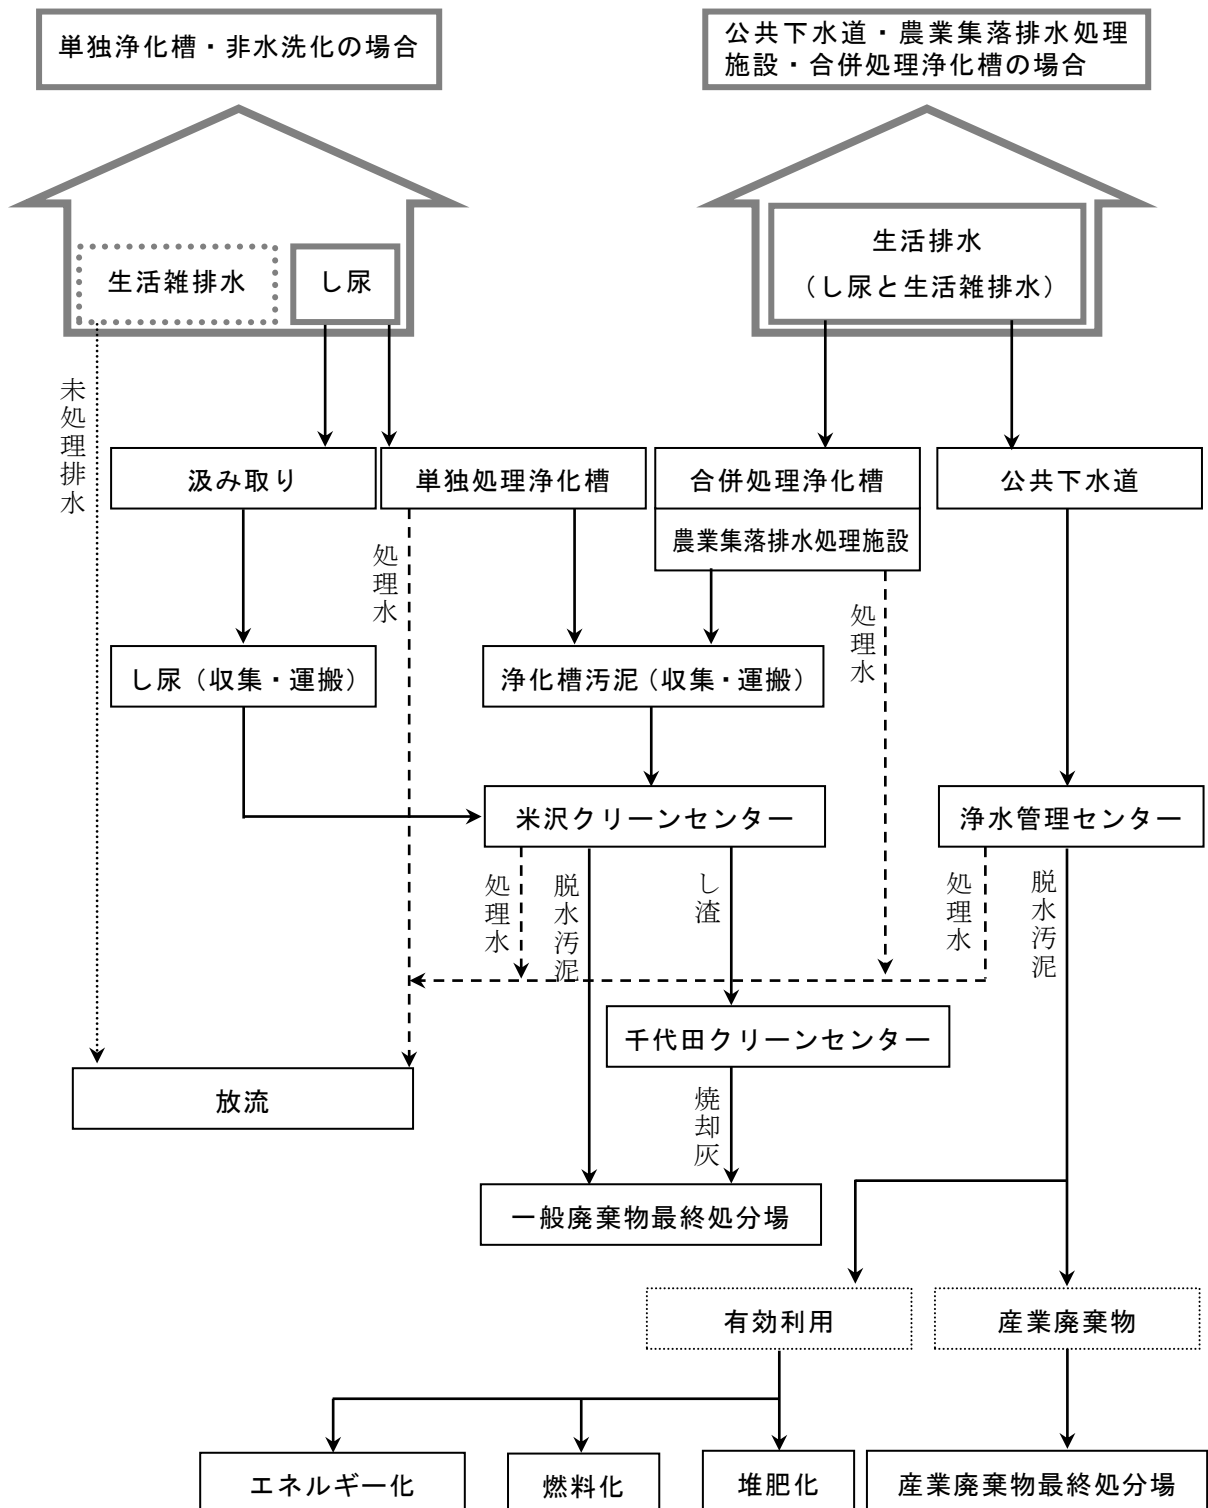 単独浄化槽・非水洗化の場合
公共下水道・農業集落排水処理
施設・合併処理浄化槽の場合
生活雑排水
し尿
生活排水
（し尿と生活雑排水）
未処理排水
汲み取り
単独処理浄化槽
合併処理浄化槽
公共下水道
農業集落排水処理施設
処理水
処理水
し尿（収集・運搬）
浄化槽汚泥（収集・運搬）
米沢クリーンセンター
浄水管理センター
処理水
脱水汚泥
し渣
処理水
脱水汚泥
千代田クリーンセンター
放流
焼却灰
一般廃棄物最終処分場
有効利用
産業廃棄物
エネルギー化
燃料化
堆肥化
産業廃棄物最終処分場